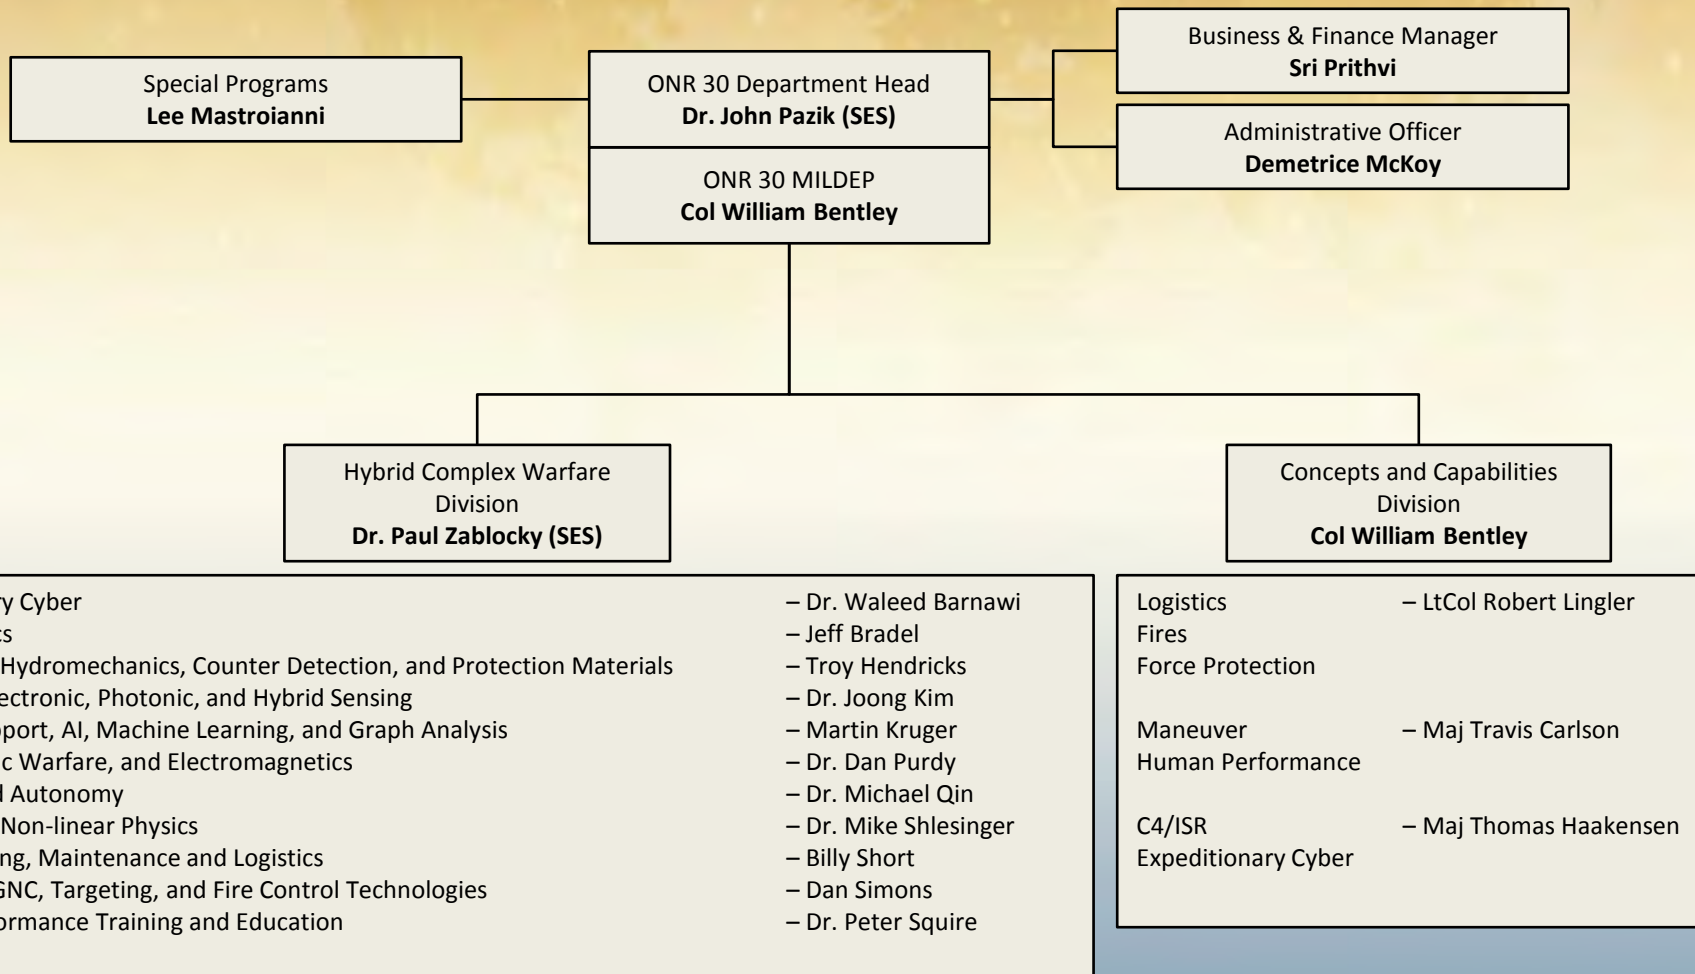 Special Programs
Lee Mastroianni
ONR 30 Department Head
Dr. John Pazik (SES)
ONR 30 MILDEP
Col William Bentley
Business & Finance Manager
Sri Prithvi
Administrative Officer
Demetrice McKoy
Hybrid Complex Warfare
Division
Dr. Paul Zablocky (SES)
Concepts and Capabilities
Division
Col William Bentley
ry Cyber – Dr. Waleed Barnawi
cs – Jeff Bradel
Hydromechanics, Counter Detection, and Protection Materials – Troy Hendricks
ectronic, Photonic, and Hybrid Sensing – Dr. Joong Kim
port, AI, Machine Learning, and Graph Analysis – Martin Kruger
ic Warfare, and Electromagnetics – Dr. Dan Purdy
d Autonomy – Dr. Michael Qin
Non-linear Physics – Dr. Mike Shlesinger
ing, Maintenance and Logistics – Billy Short
GNC, Targeting, and Fire Control Technologies – Dan Simons
ormance Training and Education – Dr. Peter Squire
Logistics – LtCol Robert Lingler
Fires
Force Protection
Maneuver – Maj Travis Carlson
Human Performance
C4/ISR – Maj Thomas Haakensen
Expeditionary Cyber